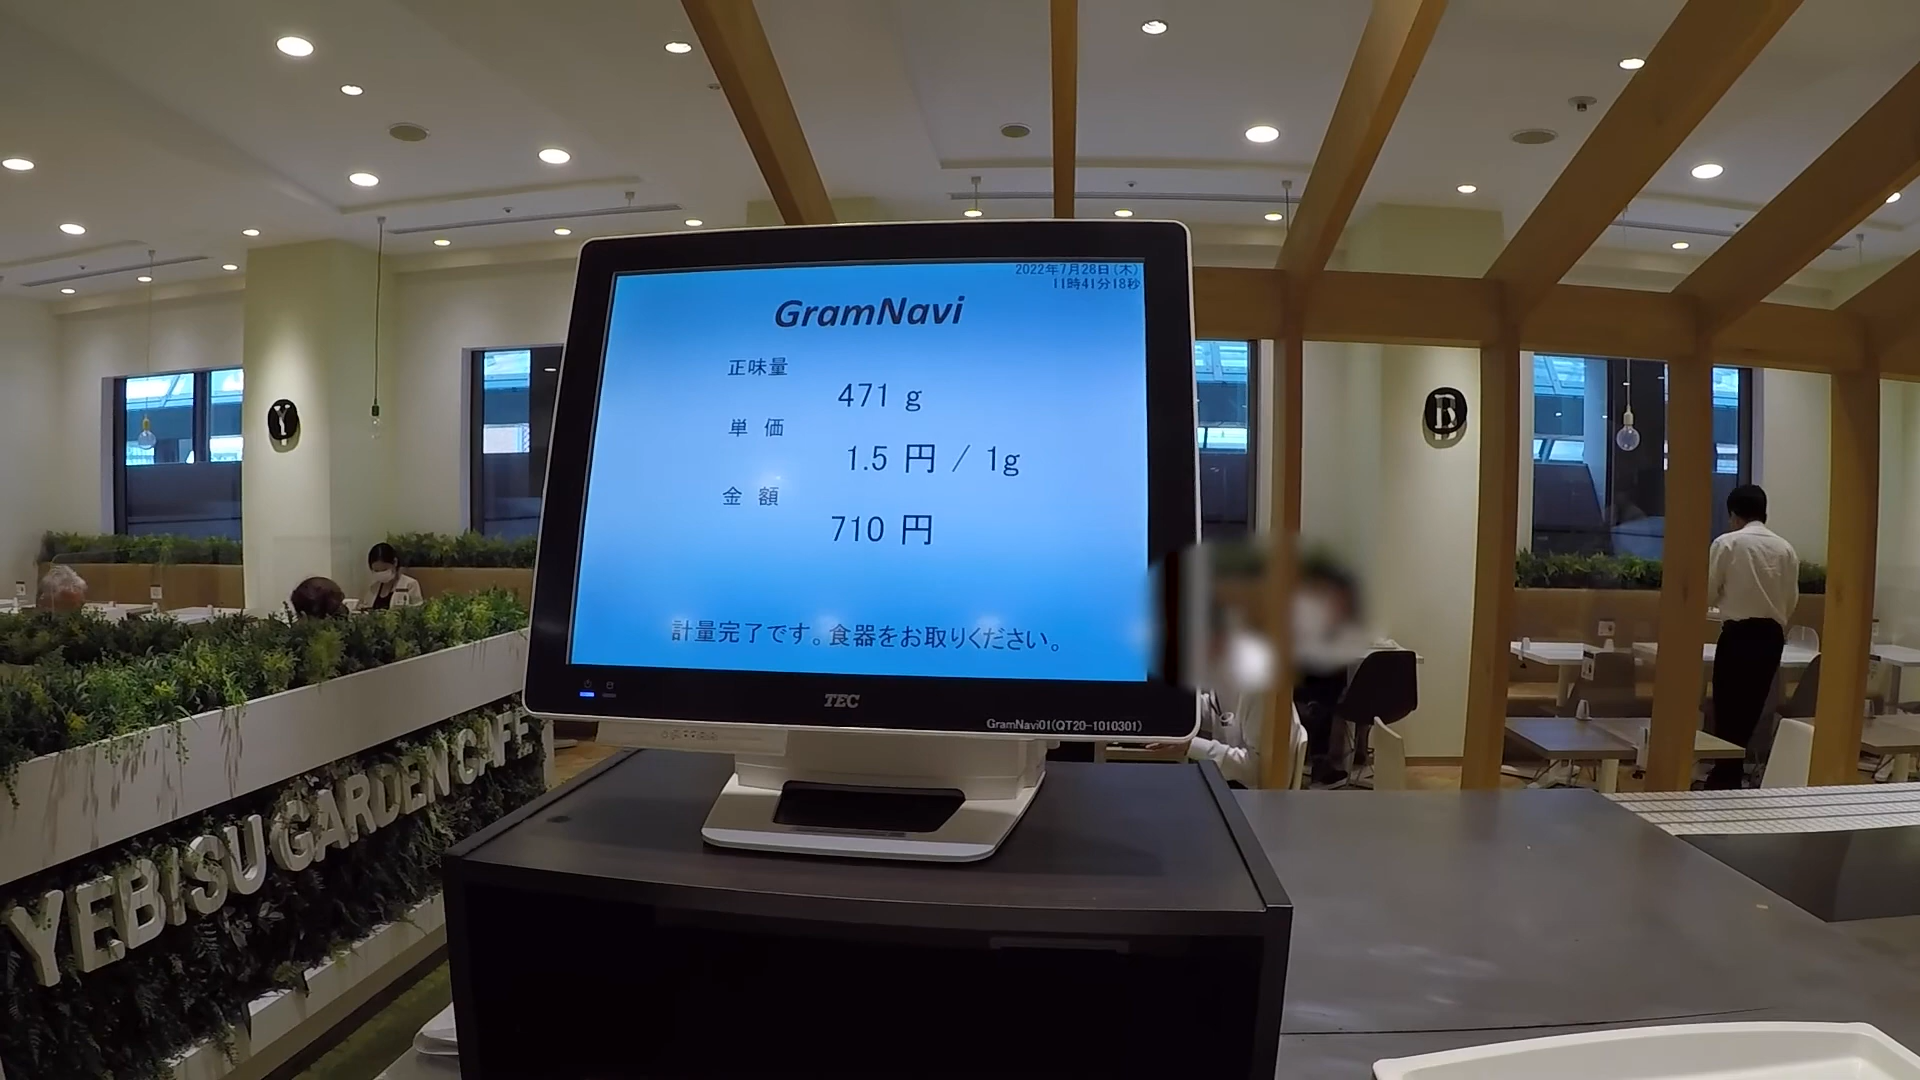 2022年7月28日(木)
11時41分18秒
GramNavi
正味量
471 g
単 価
1.5 円 / 1g
金 額
710 円
計量完了です。食器をお取りください。
TEC
GramNavi01(QT20-1010301)
Y
B
YEBISU GARDEN CAFE